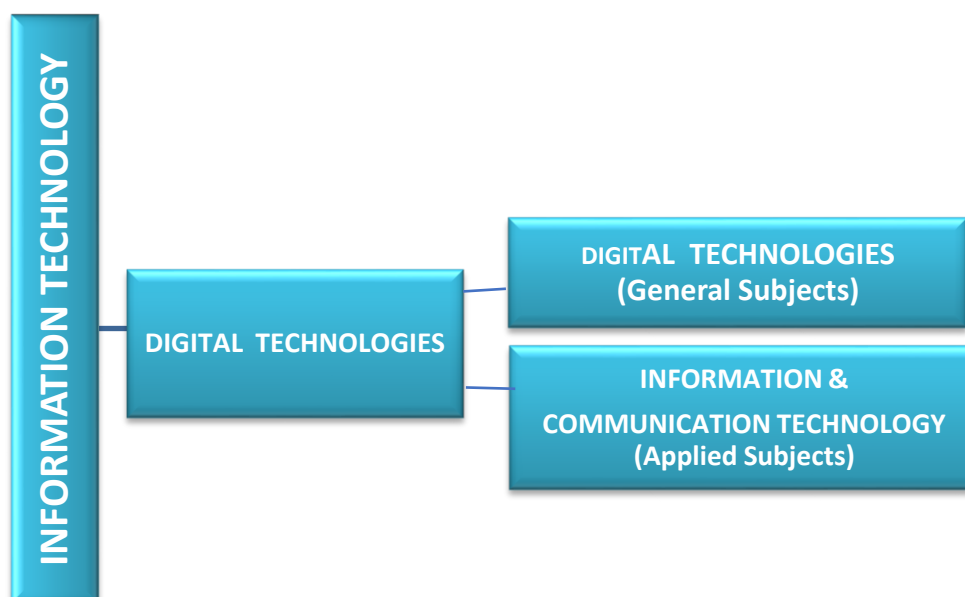 INFORMATION TECHNOLOGY
DIGITAL TECHNOLOGIES
DIGITAL TECHNOLOGIES
(General Subjects)
INFORMATION &
COMMUNICATION TECHNOLOGY
(Applied Subjects)